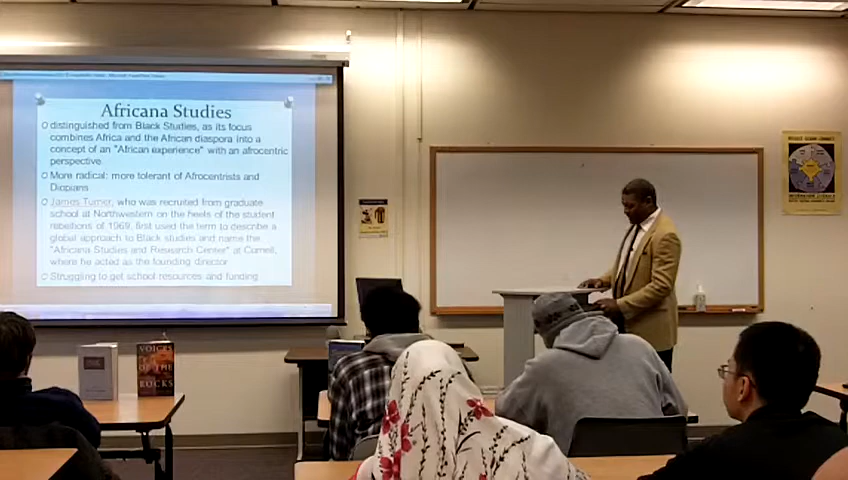 Africana Studies
distinguished from Black Studies, as its focus
combines Africa and the African diaspora into a
concept of an "African experience" with an afrocentric
perspective.
More radical: more tolerant of Afrocentrists and
Diopians
James Turner, who was recruited from graduate
school at Northwestern on the heels of the student
rebellions of 1969, first used the term to describe a
global approach to Black studies and name the
"Africana Studies and Research Center" at Cornell,
where he acted as the founding director
Struggling to get school resources and funding
VOICES
OF THE
ROCKS